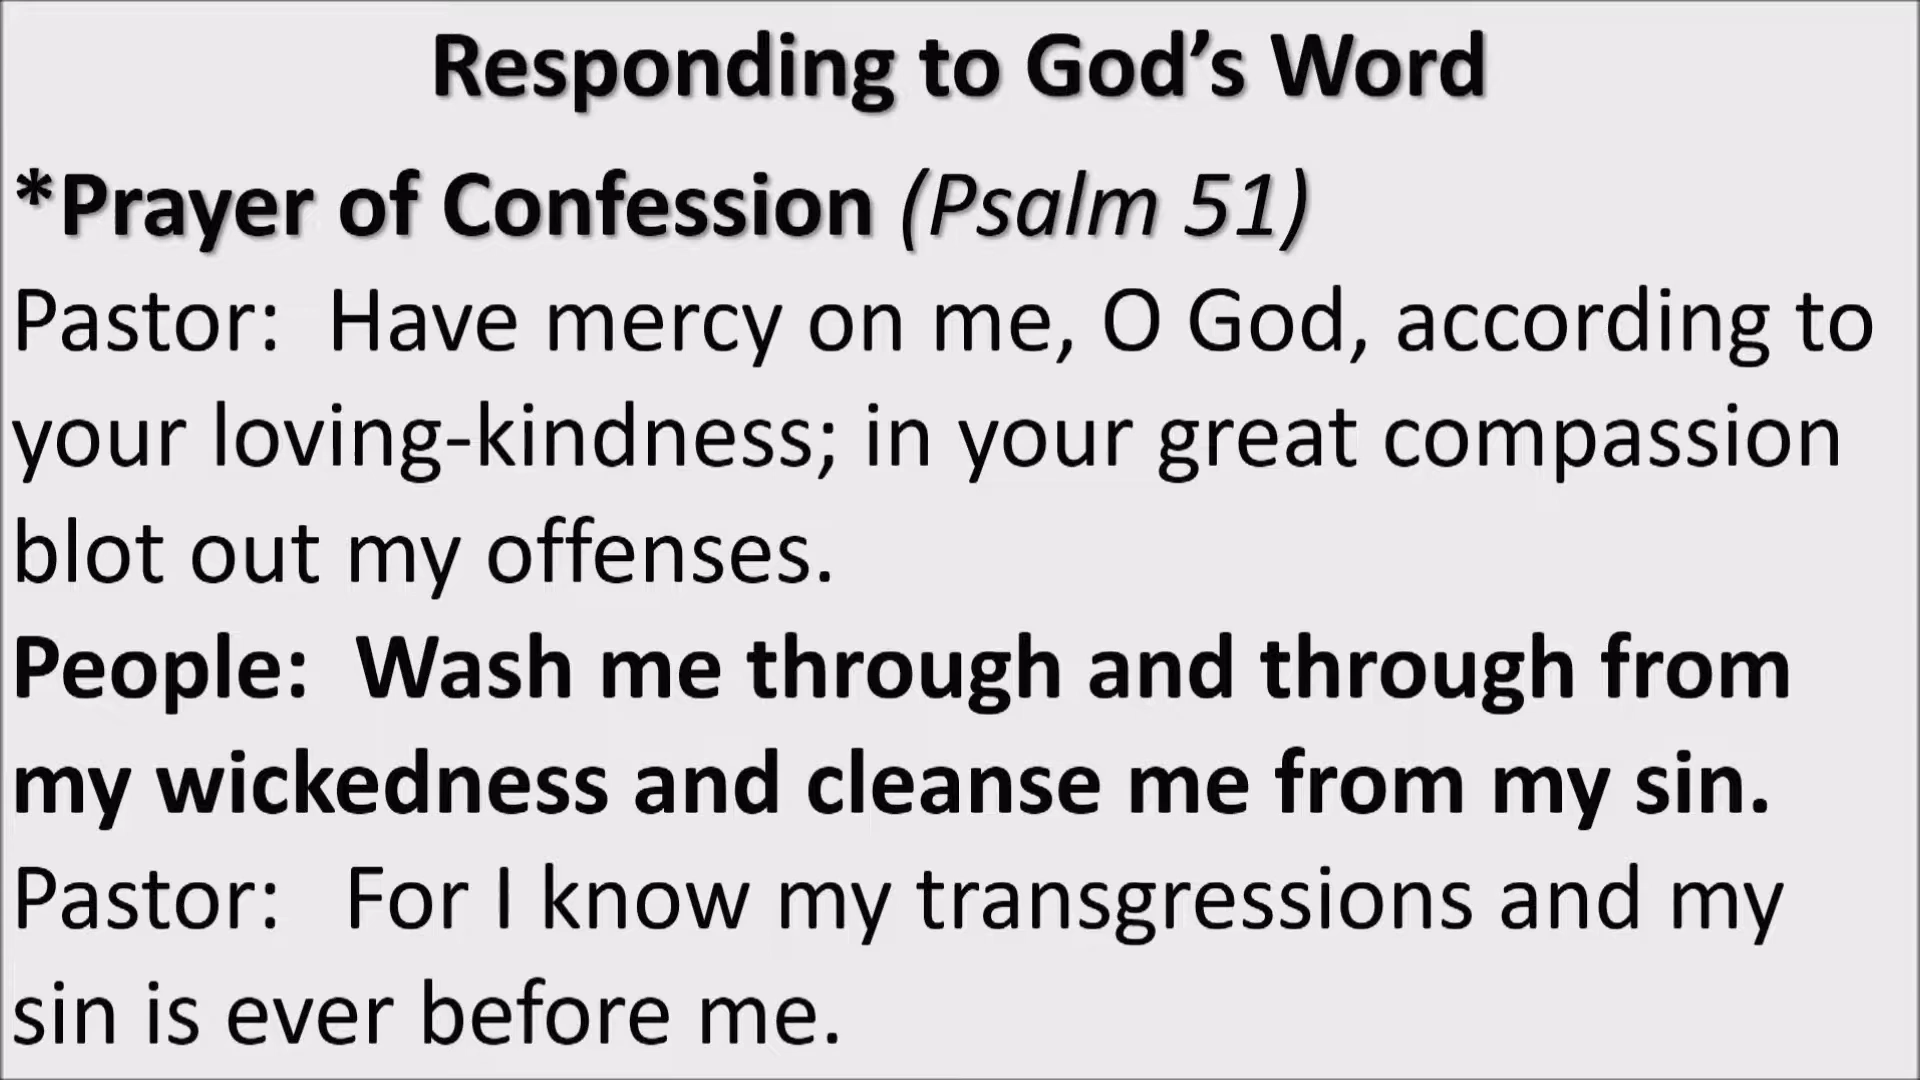 Responding to God’s Word
*Prayer of Confession (Psalm 51)
Pastor:  Have mercy on me, O God, according to
your loving-kindness; in your great compassion
blot out my offenses.
People:  Wash me through and through from
my wickedness and cleanse me from my sin.
Pastor:   For I know my transgressions and my
sin is ever before me.